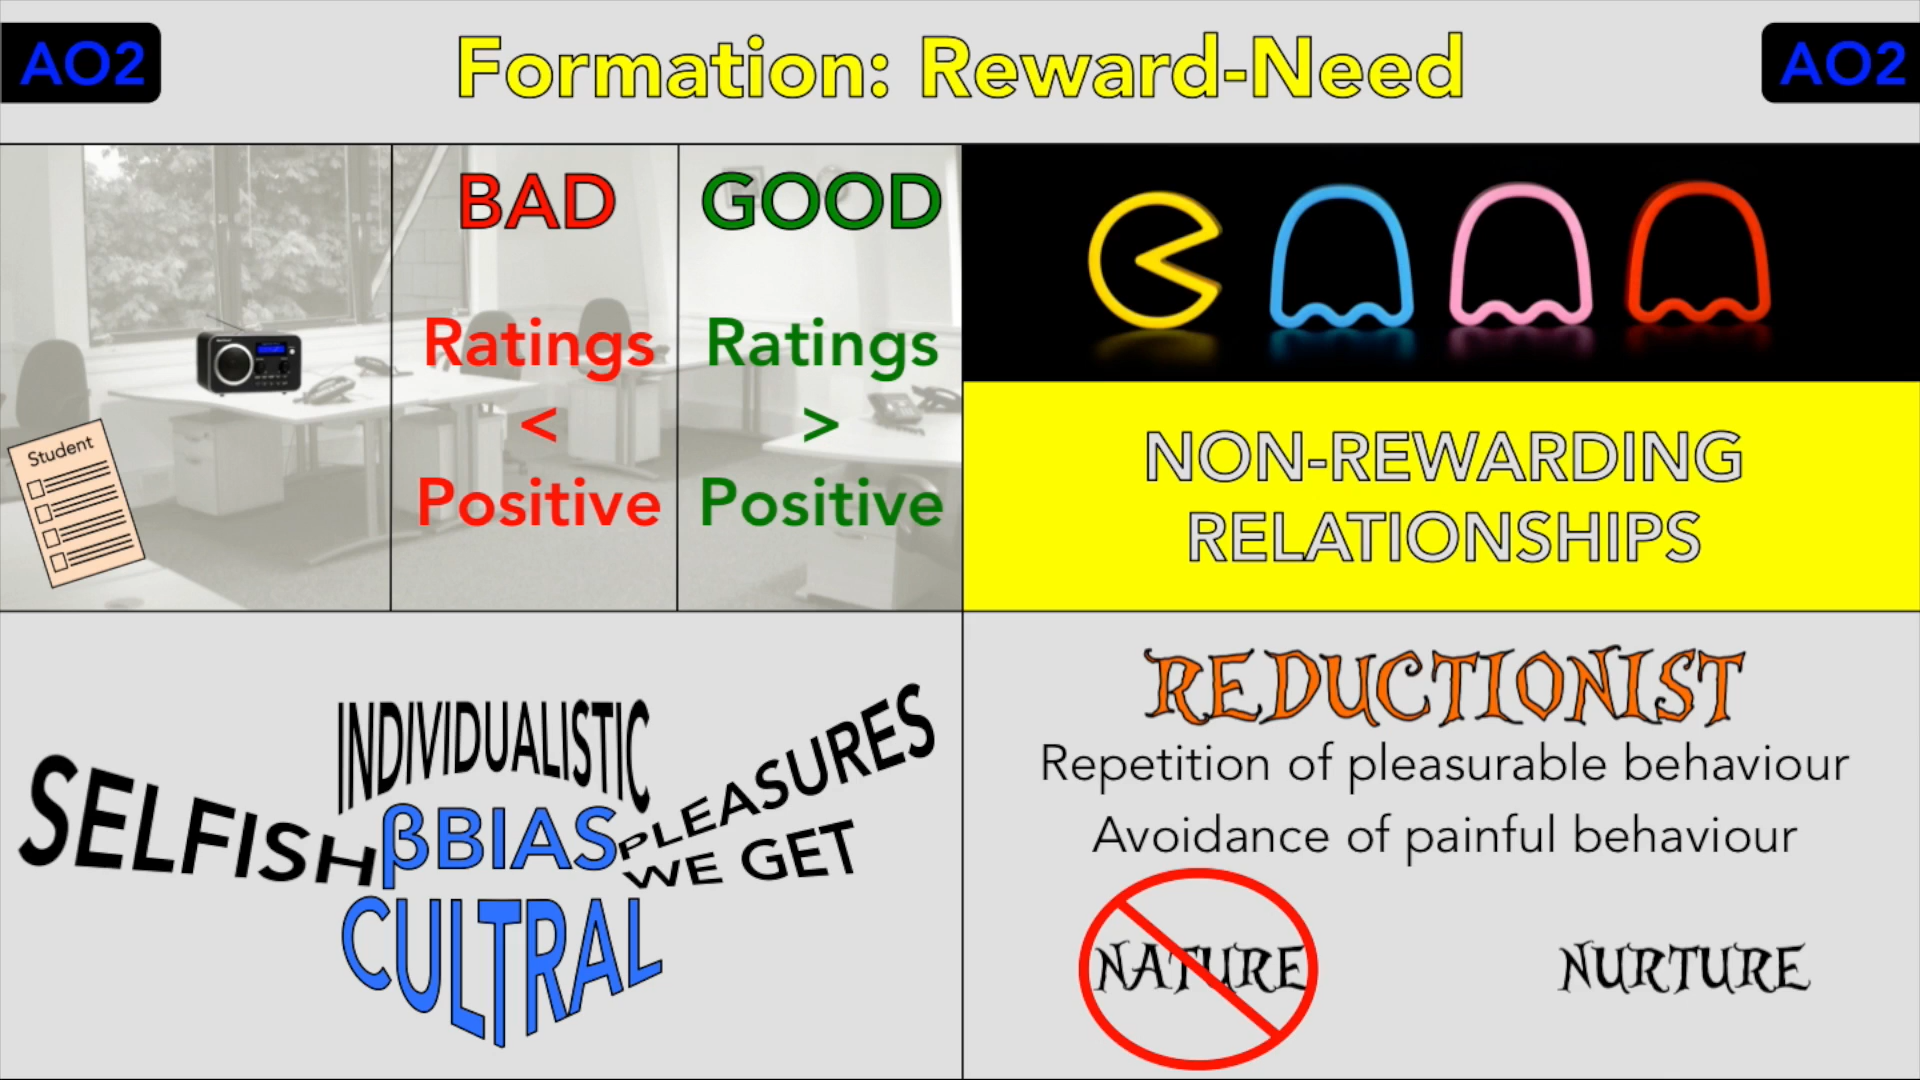 AO2
Formation: Reward-Need
AO2
BAD
Ratings
<
Positive
GOOD
Ratings
>
Positive
Student
NON-REWARDING
RELATIONSHIPS
SELFISH
INDIVIDUALISTIC
βBIAS
CULTRAL
PLEASURES
WE GET
REDUCTIONIST
Repetition of pleasurable behaviour
Avoidance of painful behaviour
NATURE
NURTURE